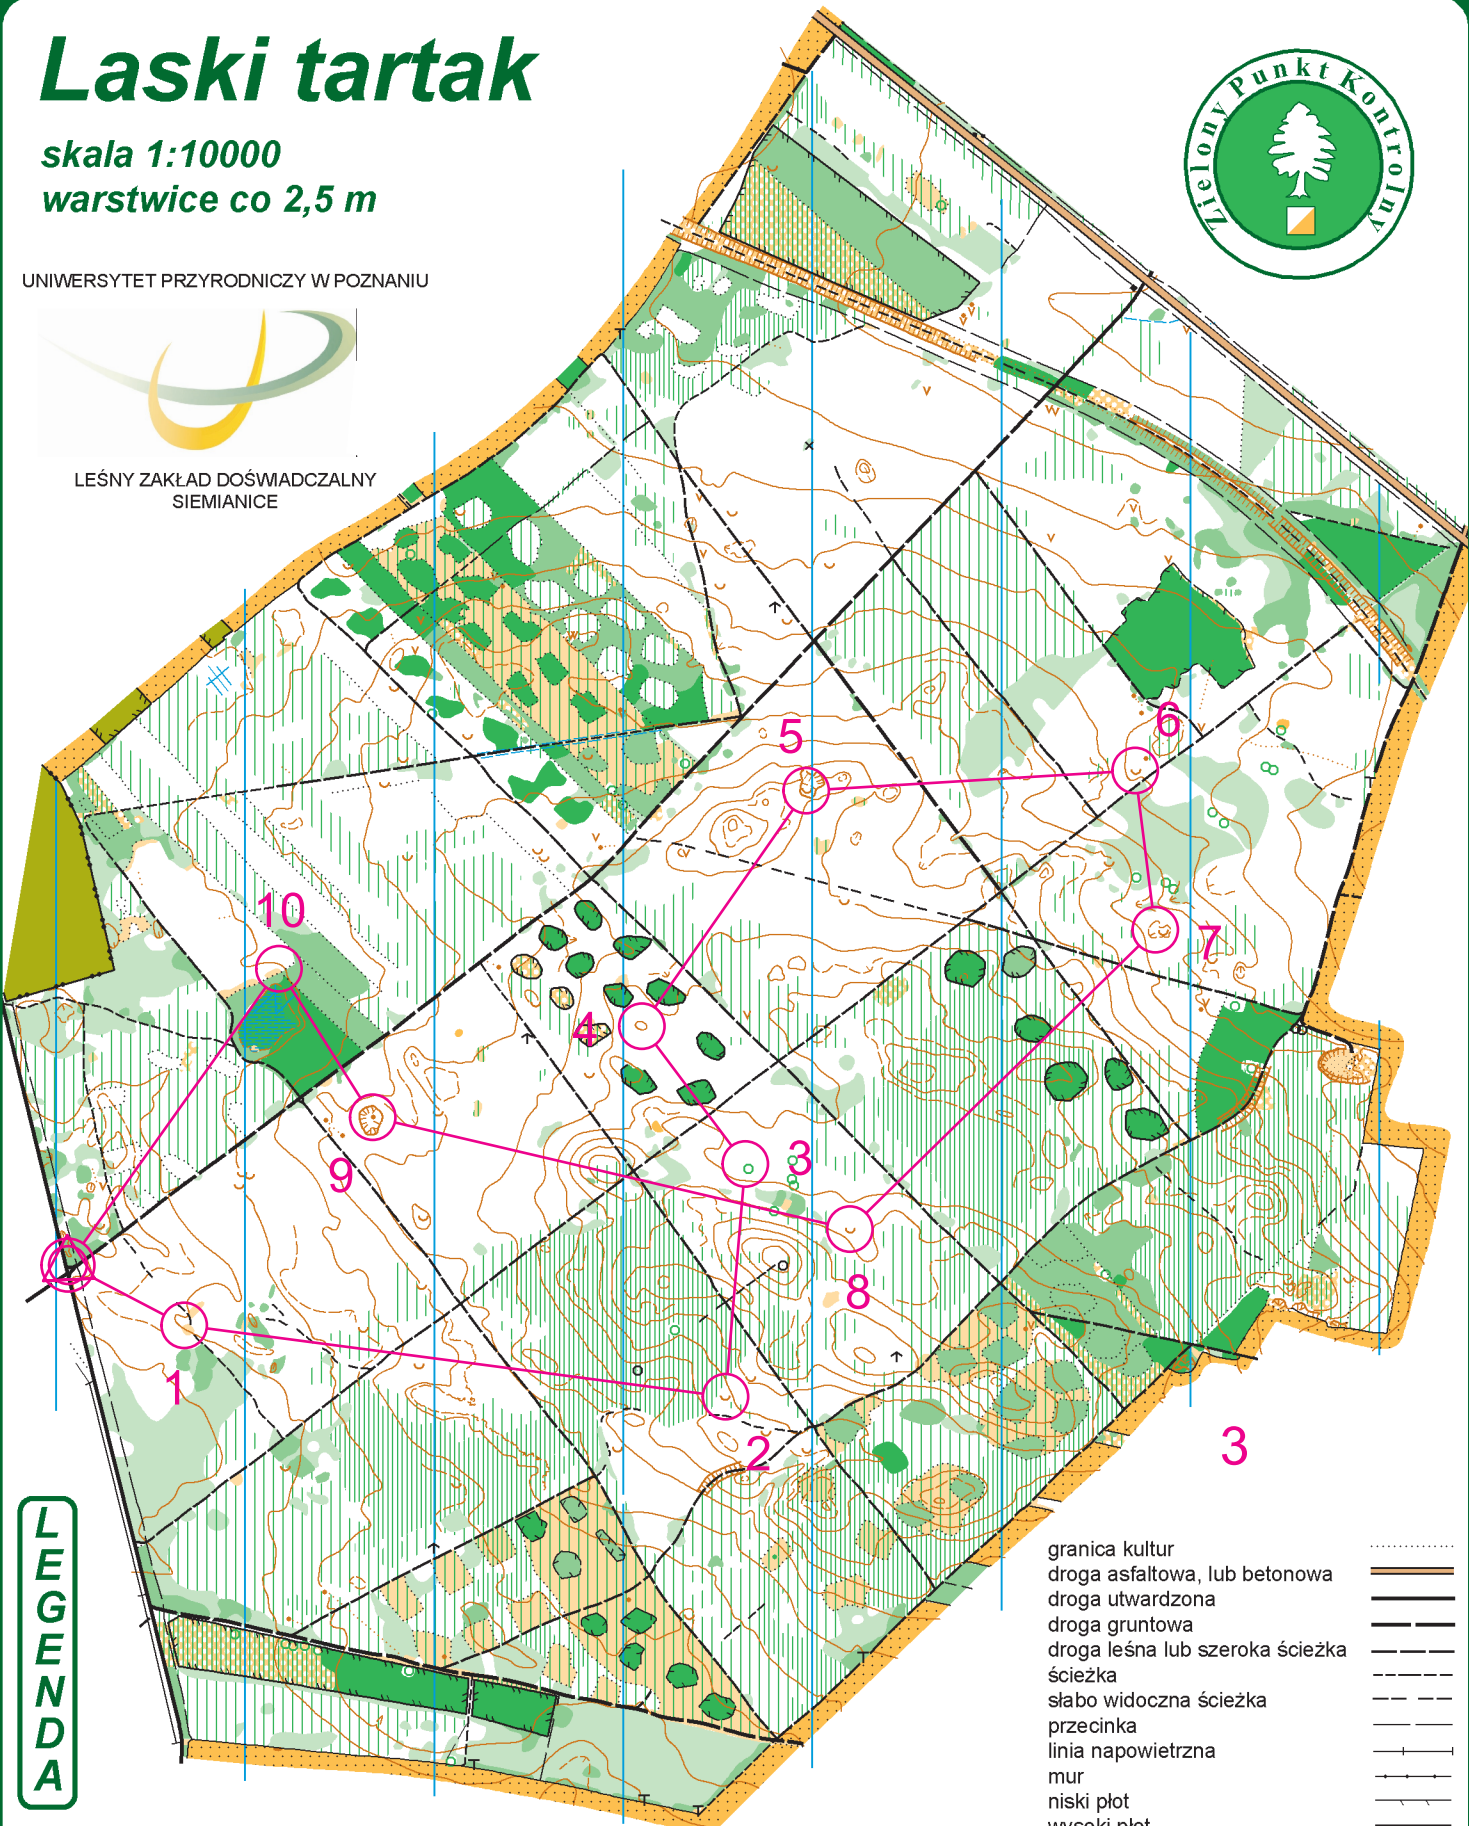 Laski tartak
skala 1:10000
warstwice co 2,5 m
UNIWERSYTET PRZYRODNICZY W POZNANIU
LEŚNY ZAKŁAD DOŚWIADCZALNY
SIEMIANICE
Zielony Punkt Kontrolny
5
6
10
7
4
3
9
8
1
2
3
LEGENDA
granica kultur
droga asfaltowa, lub betonowa
droga utwardzona
droga gruntowa
droga leśna lub szeroka ścieżka
ścieżka
słabo widoczna ścieżka
przecinka
linia napowietrzna
mur
niski płot
wysoki płot